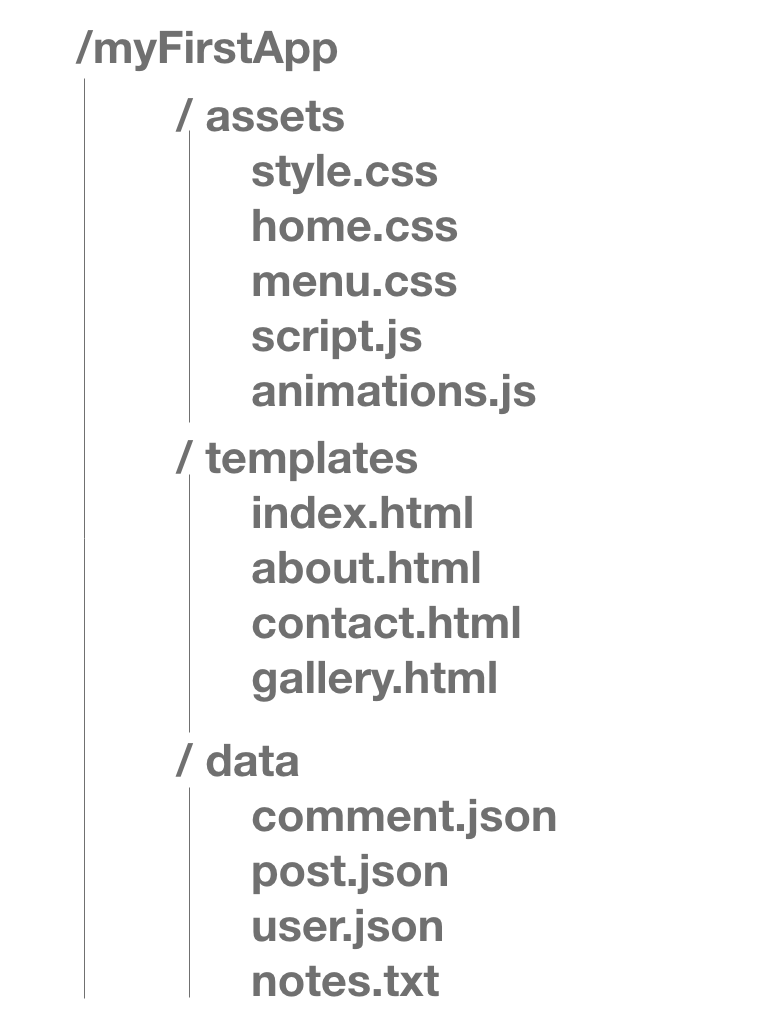 /myFirstApp
/ assets
style.css
home.css
menu.css
script.js
animations.js
/ templates
index.html
about.html
contact.html
gallery.html
/ data
comment.json
post.json
user.json
notes.txt